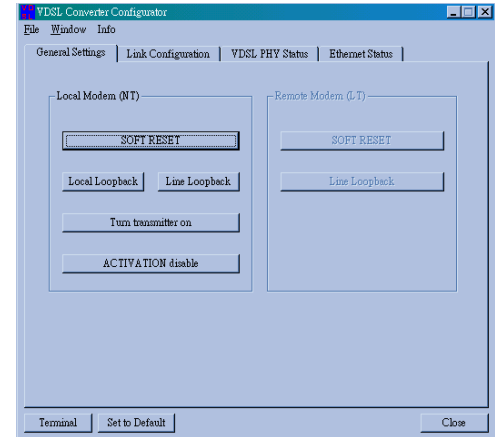 VDSL Converter Configurator
File Window Info
General Settings Link Configuration VDSL PHY Status Ethernet Status
Local Modem (NT) Remote Modem (LT)
SOFT RESET SOFT RESET
Local Loopback Line Loopback Line Loopback
Turn transmitter on
ACTIVATION disable
Terminal Set to Default Close